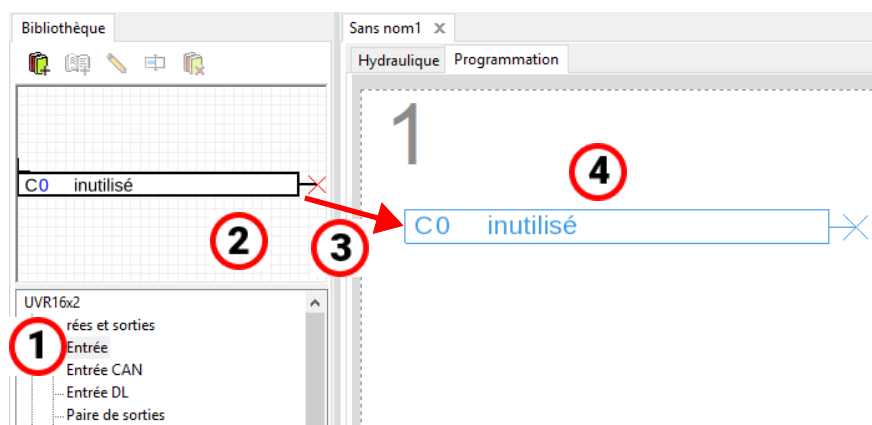 Bibliothèque
C0 inutilisé
2
UVR16x2
rées et sorties
1
Entrée
Entrée CAN
Entrée DL
Paire de sorties
3
Sans nom1 x
Hydraulique Programmation
1
4
C0 inutilisé